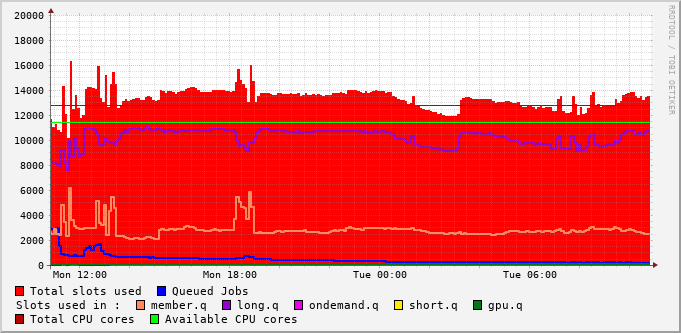 20000
18000
16000
14000
12000
10000
8000
6000
4000
2000
0
Mon 12:00 Mon 18:00 Tue 00:00 Tue 06:00
RRDTOOL / TOBI OETIKER
Total slots used Queued Jobs
Slots used in : member.q long.q ondemand.q short.q gpu.q
Total CPU cores Available CPU cores